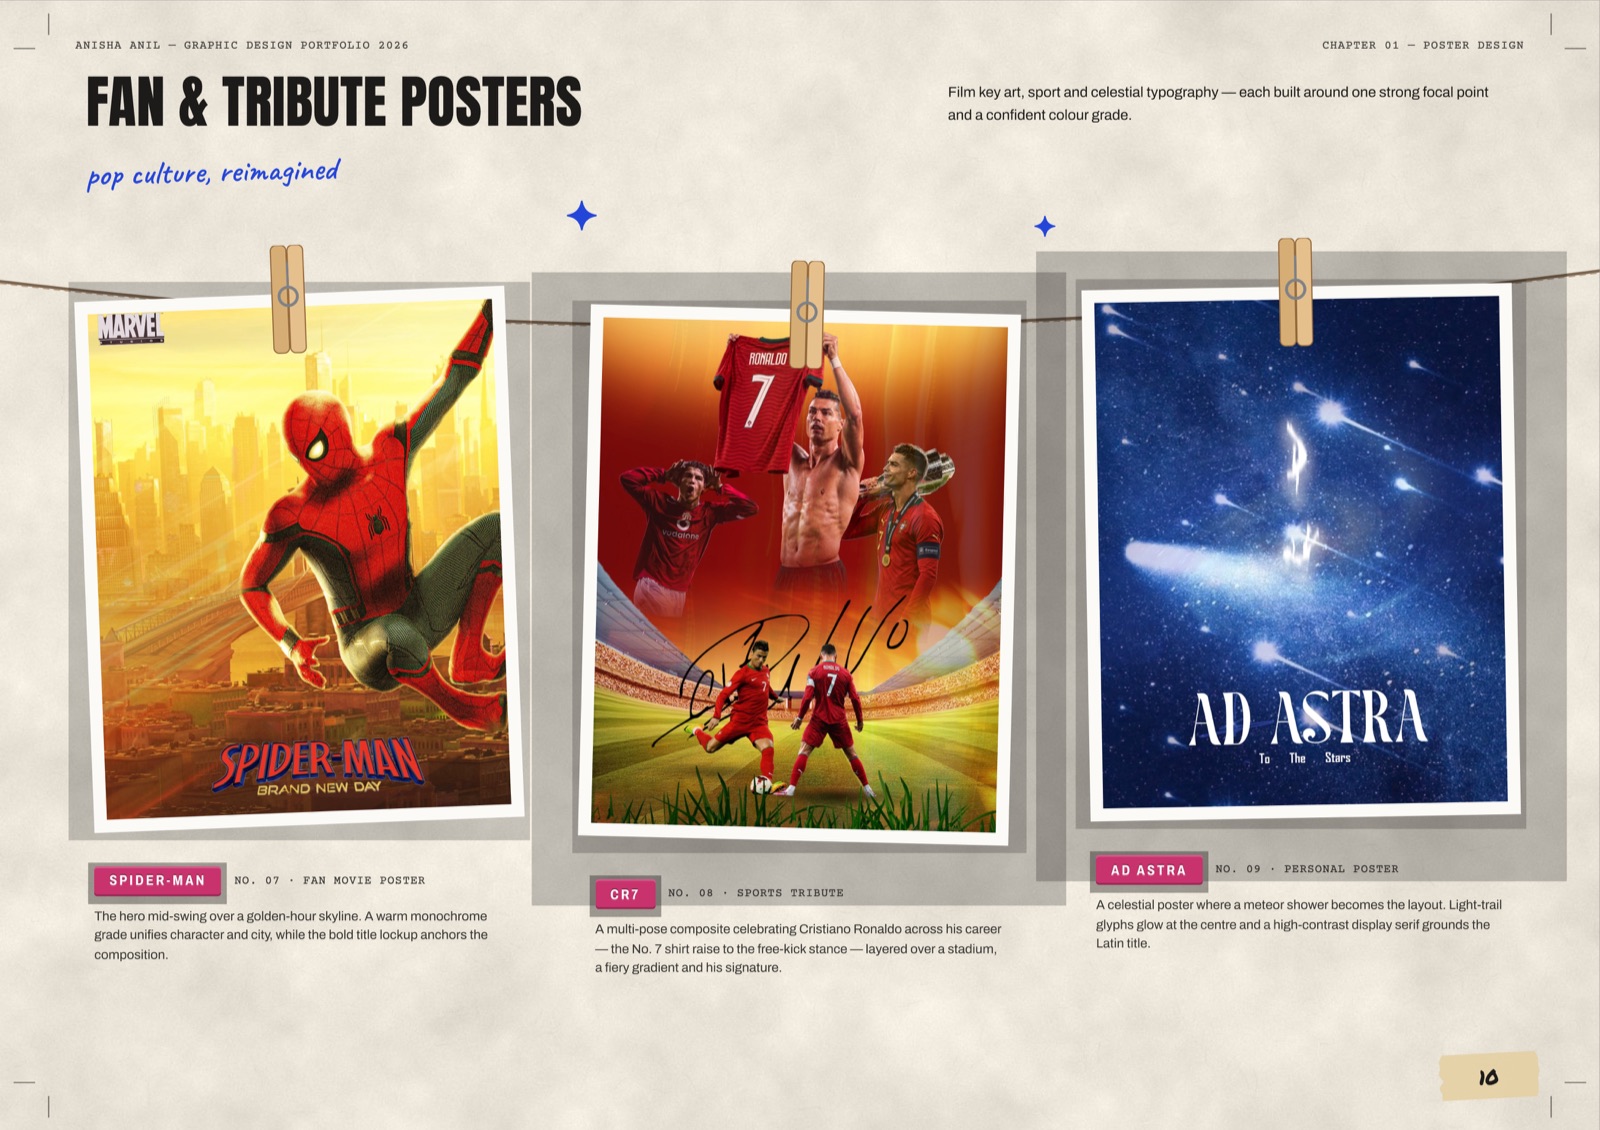 ANISHA ANIL — GRAPHIC DESIGN PORTFOLIO 2026
CHAPTER 01 — POSTER DESIGN
FAN & TRIBUTE POSTERS
Film key art, sport and celestial typography — each built around one strong focal point
and a confident colour grade.
pop culture, reimagined
MARVEL
STUDIOS
SPIDER-MAN
BRAND NEW DAY
RONALDO
7
vodafone
7
7
AD ASTRA
To The Stars
SPIDER-MAN
NO. 07 · FAN MOVIE POSTER
The hero mid-swing over a golden-hour skyline. A warm monochrome
grade unifies character and city, while the bold title lockup anchors the
composition.
CR7
NO. 08 · SPORTS TRIBUTE
A multi-pose composite celebrating Cristiano Ronaldo across his career
— the No. 7 shirt raise to the free-kick stance — layered over a stadium,
a fiery gradient and his signature.
AD ASTRA
NO. 09 · PERSONAL POSTER
A celestial poster where a meteor shower becomes the layout. Light-trail
glyphs glow at the centre and a high-contrast display serif grounds the
Latin title.
10